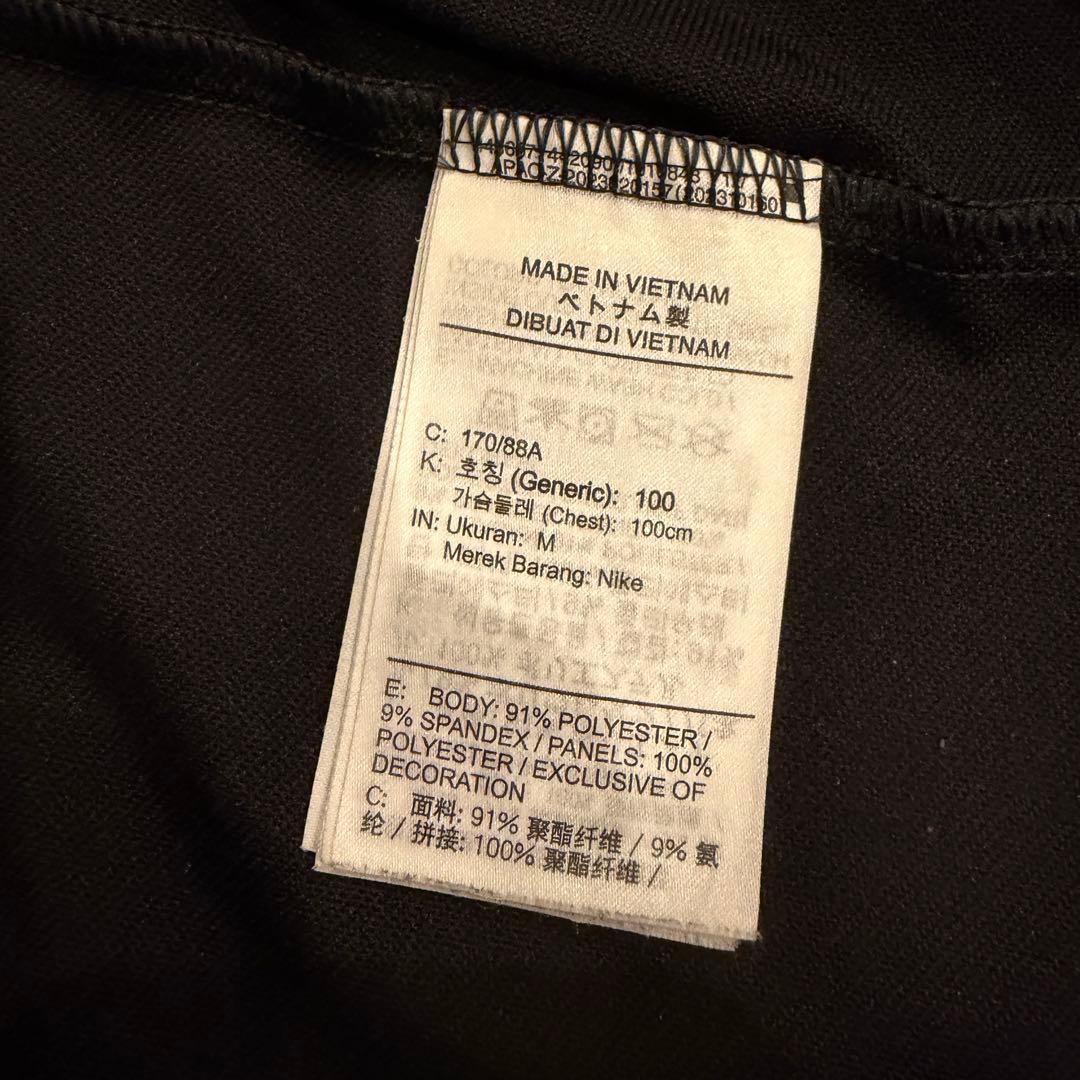 MADE IN VIETNAM
ベトナム製
DIBUAT DI VIETNAM
C: 170/88A
K: 호칭 (Generic): 100
가슴둘레 (Chest): 100cm
IN: Ukuran: M
Merek Barang: Nike
E: BODY: 91% POLYESTER /
9% SPANDEX / PANELS: 100%
POLYESTER / EXCLUSIVE OF
DECORATION
C: 面料: 91% 聚酯纤维 / 9% 氨
纶 / 拼接: 100% 聚酯纤维 /